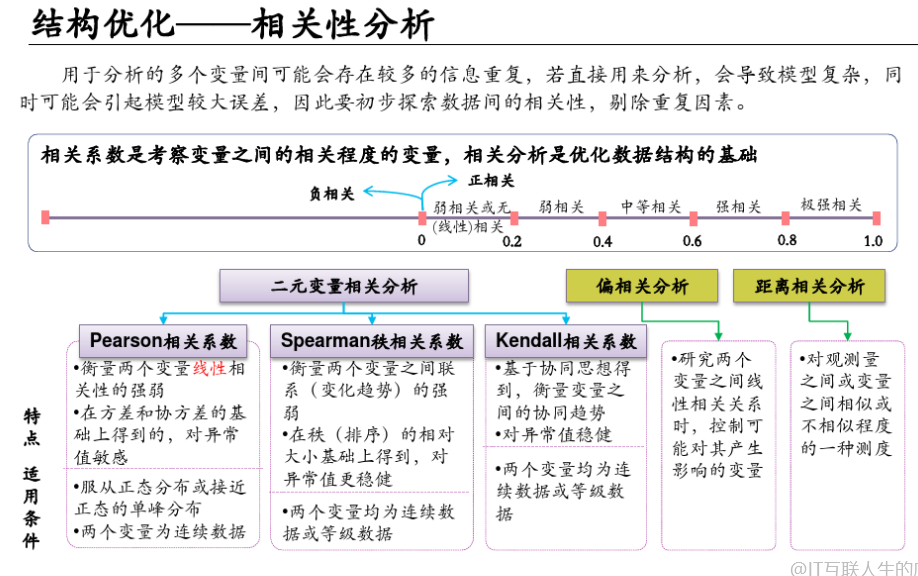 结构优化——相关性分析
用于分析的多个变量间可能会存在较多的信息重复，若直接用来分析，会导致模型复杂，同
时可能会引起模型较大误差，因此要初步探索数据间的相关性，剔除重复因素。
相关系数是考察变量之间的相关程度的变量，相关分析是优化数据结构的基础
负相关
正相关
弱相关或无
(线性)相关
弱相关
中等相关
强相关
极强相关
0
0.2
0.4
0.6
0.8
1.0
二元变量相关分析
偏相关分析
距离相关分析
Pearson相关系数
Spearman秩相关系数
Kendall相关系数
特点
适用条件
•衡量两个变量线性相
关性的强弱
•在方差和协方差的基
础上得到的，对异常
值敏感
•服从正态分布或接近
正态的单峰分布
•两个变量为连续数据
•衡量两个变量之间联
系（变化趋势）的强
弱
•在秩（排序）的相对
大小基础上得到，对
异常值更稳健
•两个变量均为连续数
据或等级数据
•基于协同思想得
到，衡量变量之
间的协同趋势
•对异常值稳健
•两个变量均为连
续数据或等级数
据
•研究两个
变量之间线
性相关关系
时，控制可
能对其产生
影响的变量
•对观测量
之间或变量
之间相似或
不相似程度
的一种测度
@IT互联人生的